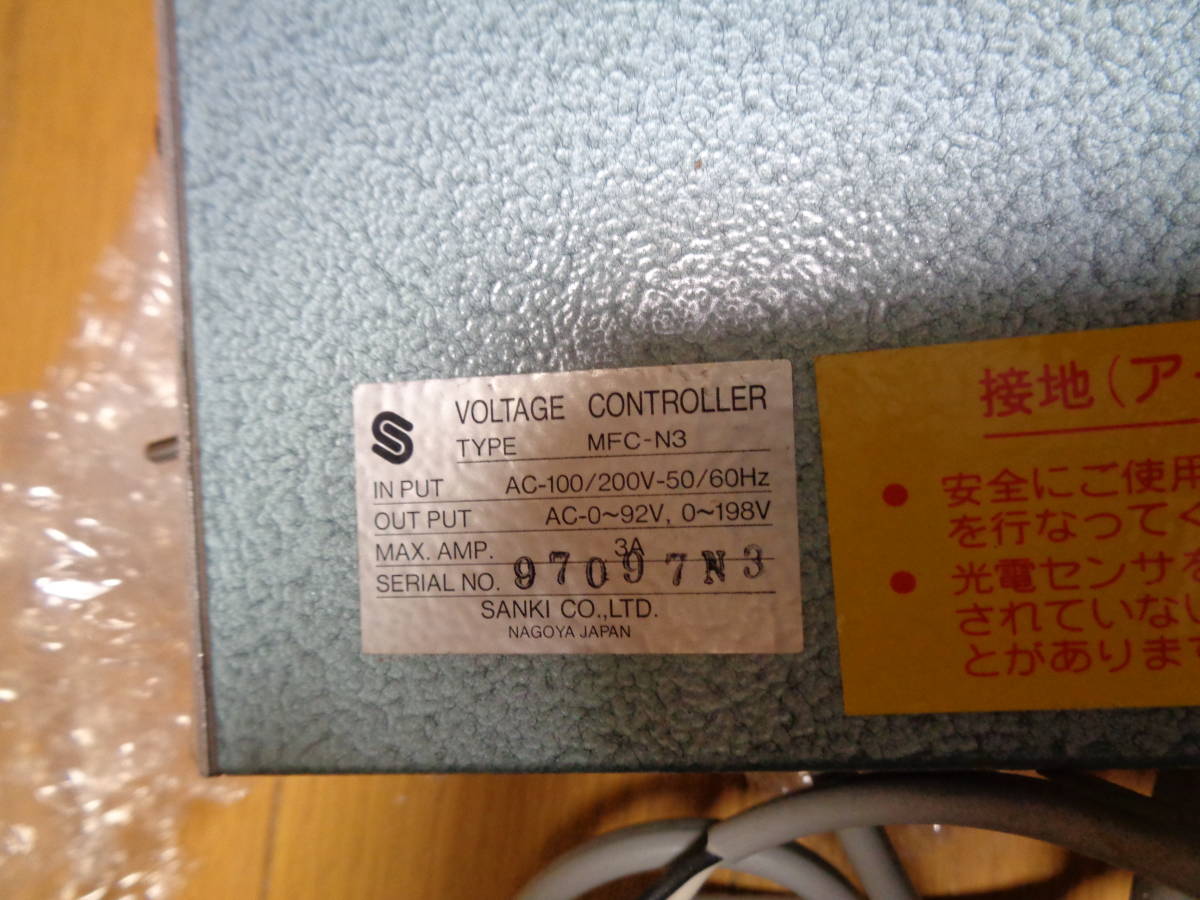 VOLTAGE CONTROLLER
TYPE MFC-N3
IN PUT AC-100/200V-50/60Hz
OUT PUT AC-0~92V, 0~198V
MAX. AMP. 3A
SERIAL NO. 97097N3
SANKI CO.,LTD.
NAGOYA JAPAN
接地(ア
● 安全にご使用
を行なってく
● 光電センサを
されていない
とがあります